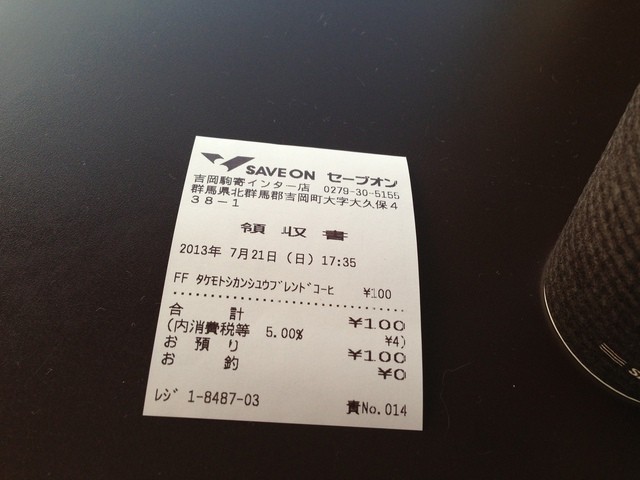 SAVE ON セーブオン
吉岡駒寄インター店 0279-30-5155
群馬県北群馬郡吉岡町大字大久保4
38-1
領収書
2013年 7月21日 (日) 17:35
FF タケモトシカンシュウブレンドコーヒ ¥100
合 計 ¥100
(内消費税等 5.00% ¥4)
お 預 り ¥100
お 釣 ¥0
レジ 1-8487-03 責No.014